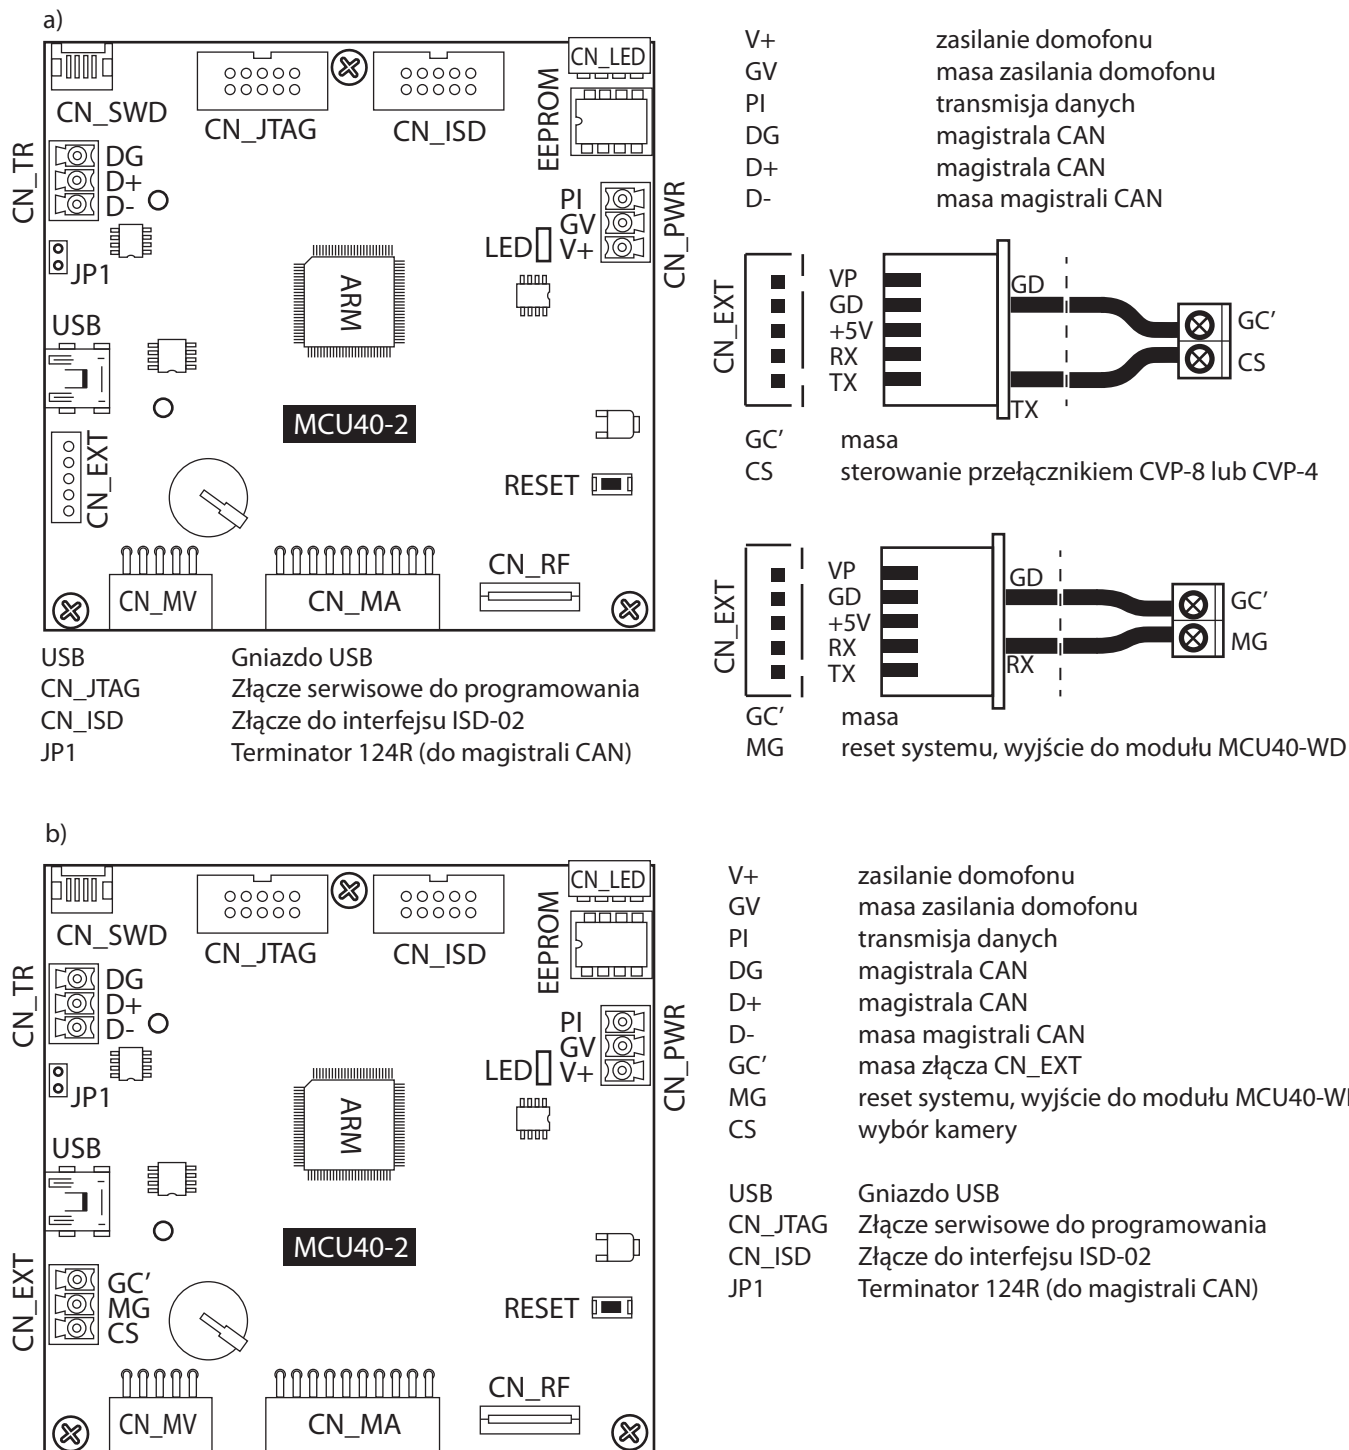 a)
CN_SWD
CN_JTAG
CN_ISD
CN_LED
EEPROM
CN_TR
DG
D+
D-
JP1
PI
GV
V+
LED
CN_PWR
ARM
USB
MCU40-2
CN_EXT
RESET
CN_MV
CN_MA
CN_RF
USB Gniazdo USB
CN_JTAG Złącze serwisowe do programowania
CN_ISD Złącze do interfejsu ISD-02
JP1 Terminator 124R (do magistrali CAN)
V+ zasilanie domofonu
GV masa zasilania domofonu
PI transmisja danych
DG magistrala CAN
D+ magistrala CAN
D- masa magistrali CAN
CN_EXT
VP
GD
+5V
RX
TX
GD
TX
GC'
CS
GC' masa
CS sterowanie przełącznikiem CVP-8 lub CVP-4
CN_EXT
VP
GD
+5V
RX
TX
GD
RX
GC'
MG
GC' masa
MG reset systemu, wyjście do modułu MCU40-WD
b)
CN_SWD
CN_JTAG
CN_ISD
CN_LED
EEPROM
CN_TR
DG
D+
D-
JP1
PI
GV
V+
LED
CN_PWR
ARM
USB
MCU40-2
CN_EXT
GC'
MG
CS
RESET
CN_MV
CN_MA
CN_RF
V+ zasilanie domofonu
GV masa zasilania domofonu
PI transmisja danych
DG magistrala CAN
D+ magistrala CAN
D- masa magistrali CAN
GC' masa złącza CN_EXT
MG reset systemu, wyjście do modułu
CS wybór kamery
USB Gniazdo USB
CN_JTAG Złącze serwisowe do programowania
CN_ISD Złącze do interfejsu ISD-02
JP1 Terminator 124R (do magistrali CAN)